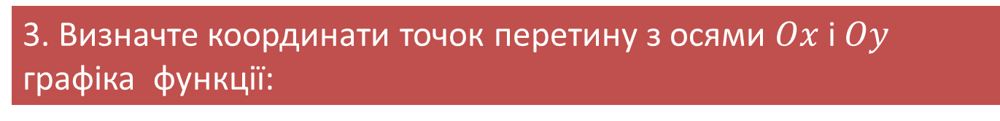 3. Визначте координати точок перетину з осями 𝑂𝑥 і 𝑂𝑦
графіка функції: